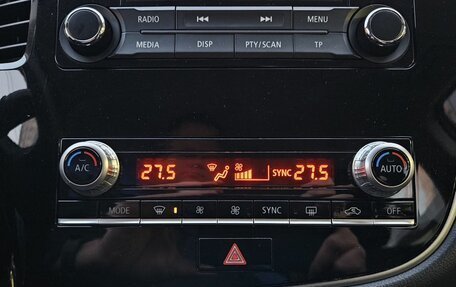 RADIO MENU
MEDIA DISP PTY/SCAN TP
A/C 27.5 SYNC 27.5 AUTO
MODE SYNC OFF